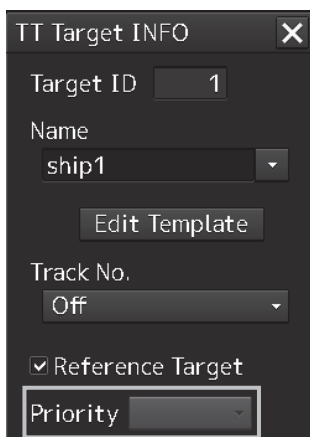 TT Target INFO
Target ID 1
Name
ship1
Edit Template
Track No.
Off
Reference Target
Priority